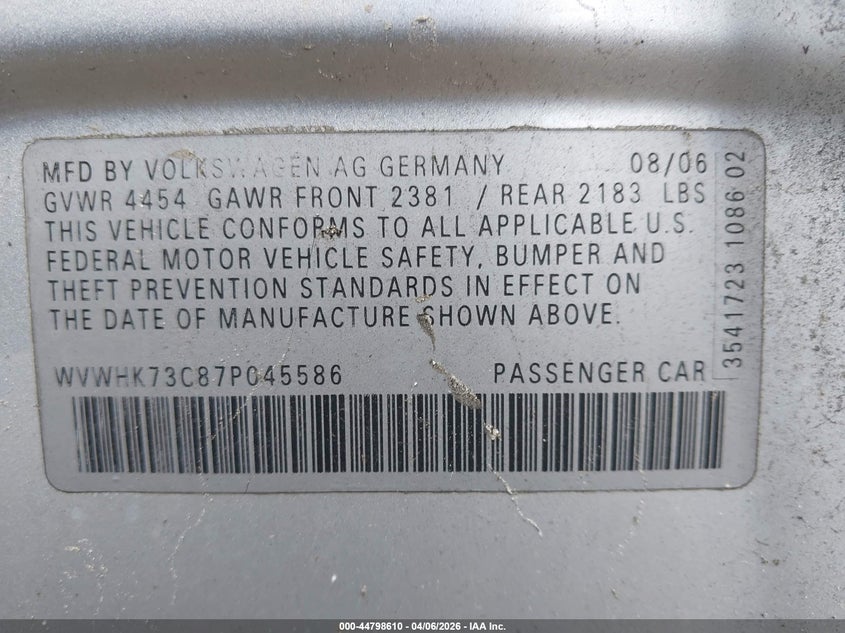 MFD BY VOLKSWAGEN AG GERMANY 08/06
GVWR 4454 GAWR FRONT 2381 / REAR 2183 LBS
THIS VEHICLE CONFORMS TO ALL APPLICABLE U.S.
FEDERAL MOTOR VEHICLE SAFETY, BUMPER AND
THEFT PREVENTION STANDARDS IN EFFECT ON
THE DATE OF MANUFACTURE SHOWN ABOVE.
WVWHK73C87P045586 PASSENGER CAR
3541723 1086 02
000-44798610 - 04/06/2026 - IAA Inc.